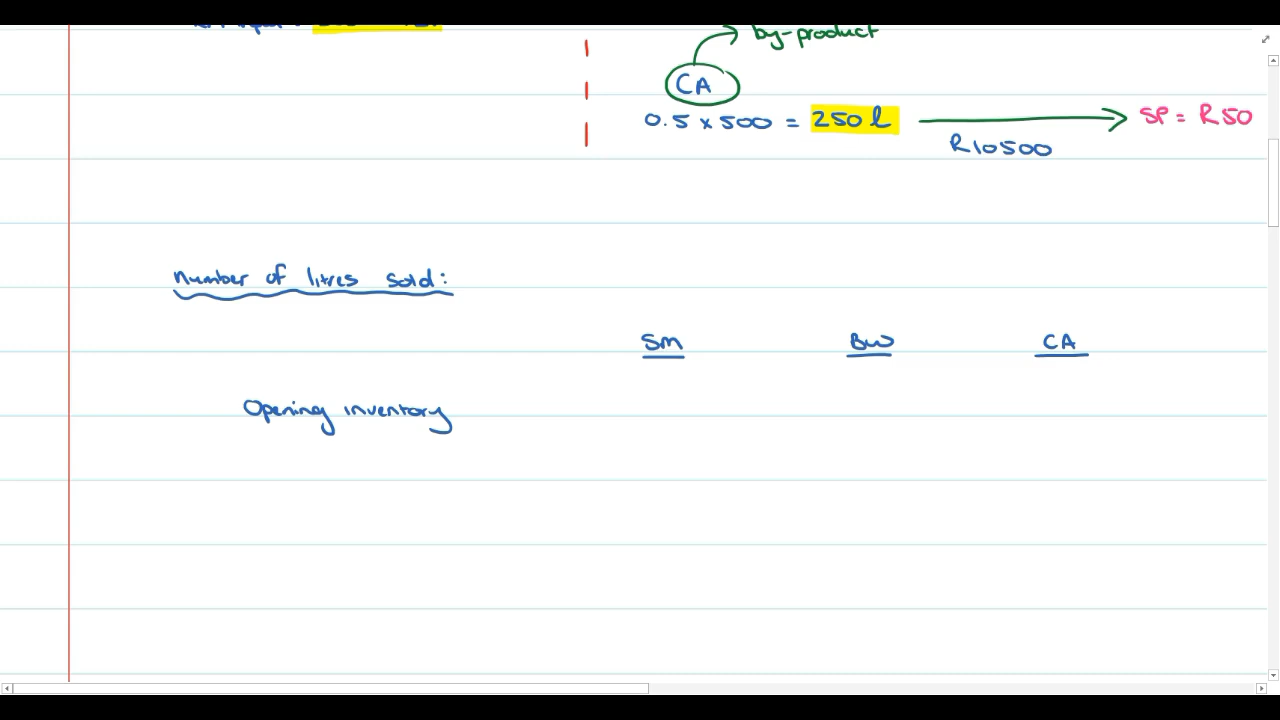 by-product
CA
0.5 x 500 = 250 l
R10500
SP = R50
Number of litres sold:
SM BW CA
Opening inventory